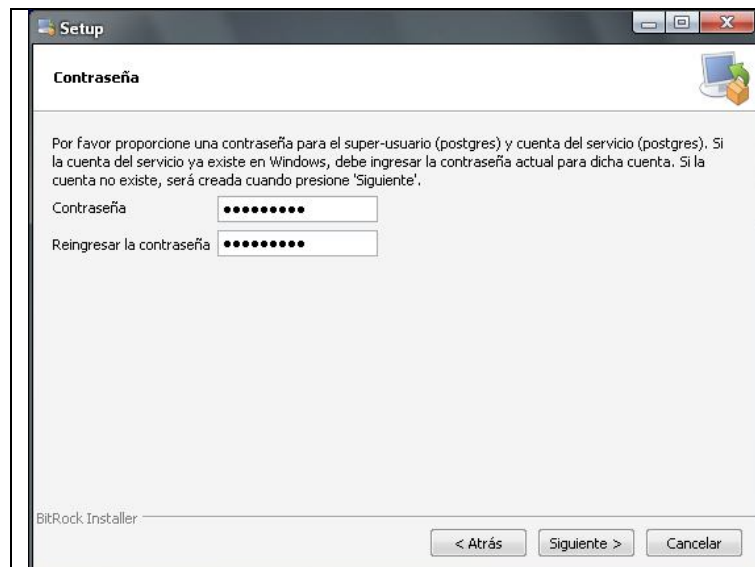 Setup
Contraseña
Por favor proporcione una contraseña para el super-usuario (postgres) y cuenta del servicio (postgres). Si
la cuenta del servicio ya existe en Windows, debe ingresar la contraseña actual para dicha cuenta. Si la
cuenta no existe, será creada cuando presione 'Siguiente'.
Contraseña •••••••••
Reingresar la contraseña •••••••••
BitRock Installer
< Atrás Siguiente > Cancelar